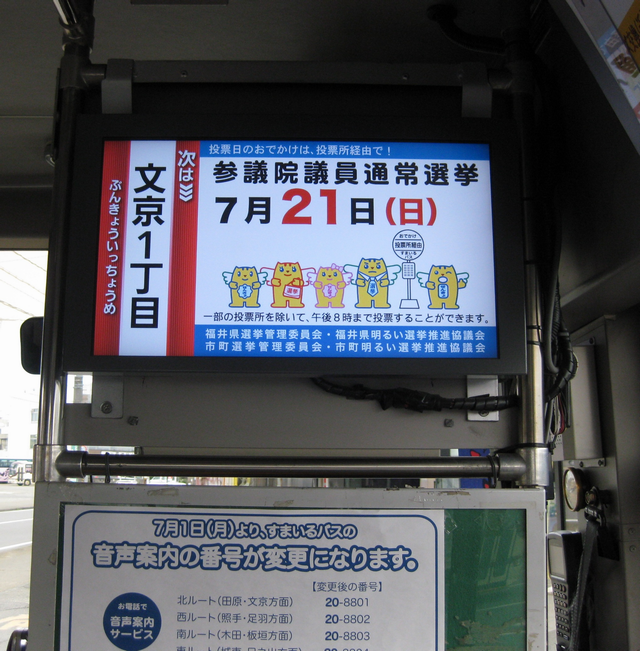 次は
文京1丁目
ぶんきょういっちょうめ
投票日のおでかけは、投票所経由で！
参議院議員通常選挙
7月21日(日)
おでかけ
投票所経由
すまいる
バス
選挙
一部の投票所を除いて、午後8時まで投票することができます。
福井県選挙管理委員会・福井県明るい選挙推進協議会
市町選挙管理委員会・市町明るい選挙推進協議会
7月1日(月)より、すまいるバスの
音声案内の番号が変更になります。
【変更後の番号】
お電話で
音声案内
サービス
北ルート(田原・文京方面) 20-8801
西ルート(照手・足羽方面) 20-8802
南ルート(木田・板垣方面) 20-8803